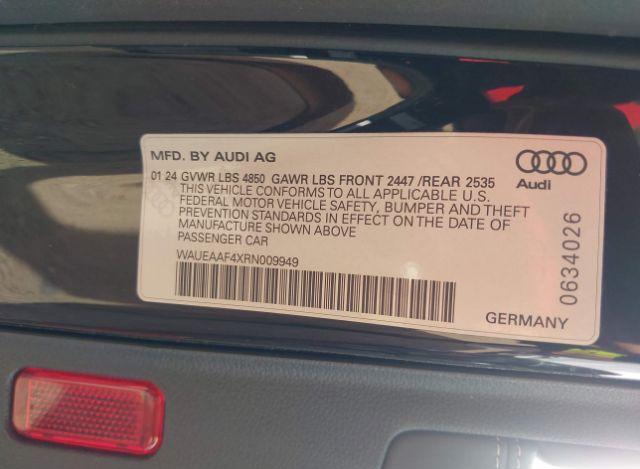 MFD. BY AUDI AG
01 24 GVWR LBS 4850 GAWR LBS FRONT 2447 /REAR 2535
THIS VEHICLE CONFORMS TO ALL APPLICABLE U.S.
FEDERAL MOTOR VEHICLE SAFETY, BUMPER AND THEFT
PREVENTION STANDARDS IN EFFECT ON THE DATE OF
MANUFACTURE SHOWN ABOVE
PASSENGER CAR
WAUEAAF4XRN009949
Audi
0634026
GERMANY